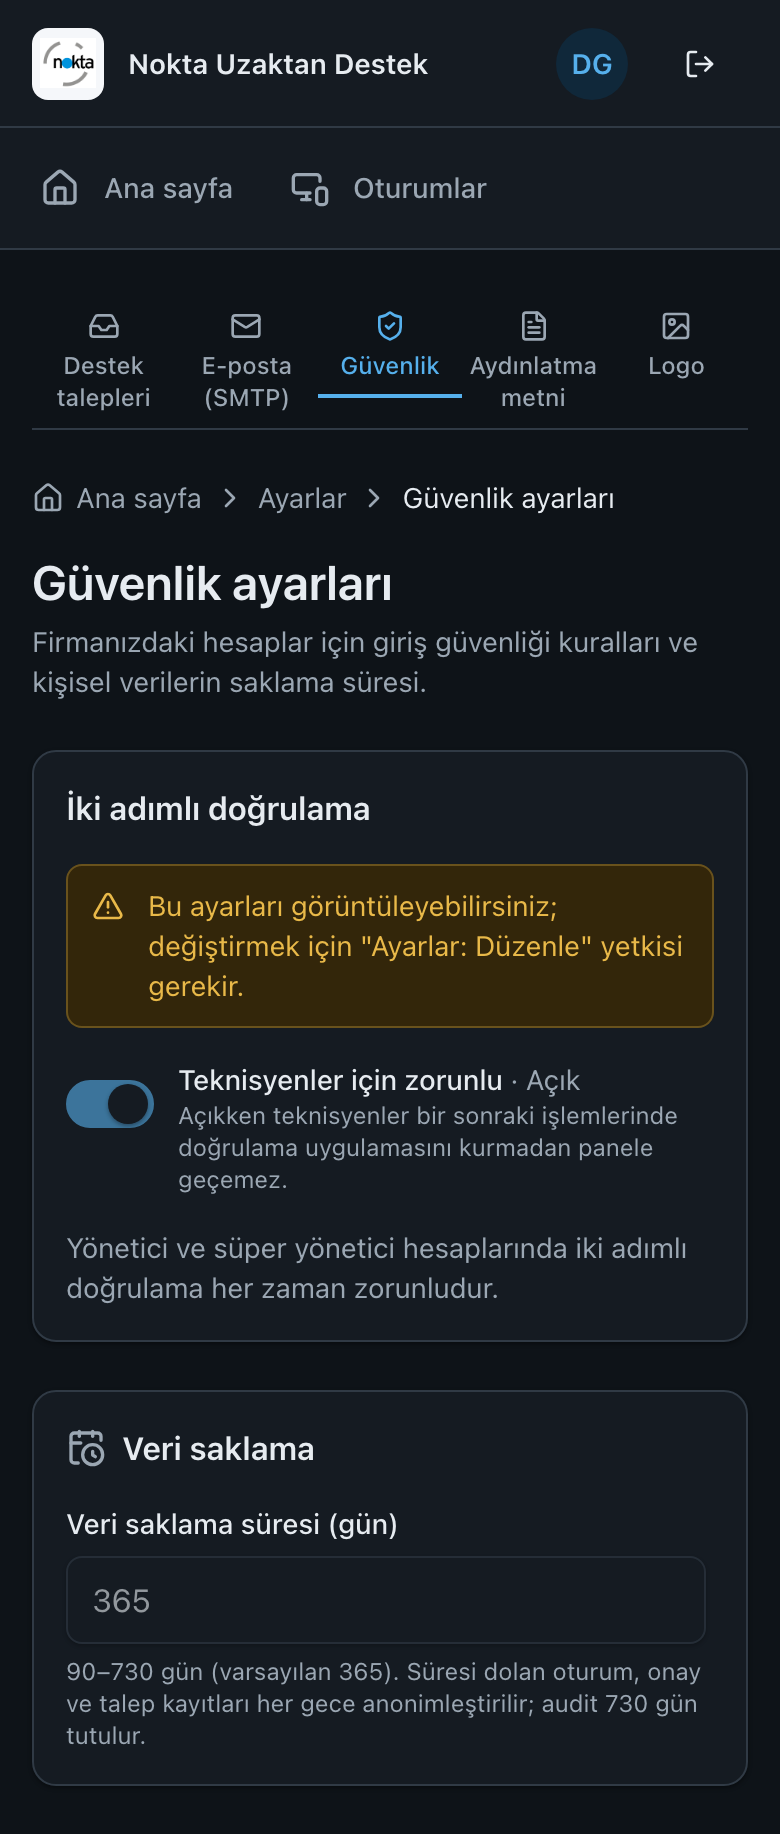 nokta
Nokta Uzaktan Destek
DG
Ana sayfa
Oturumlar
Destek talepleri
E-posta (SMTP)
Güvenlik
Aydınlatma metni
Logo
Ana sayfa > Ayarlar > Güvenlik ayarları
Güvenlik ayarları
Firmanızdaki hesaplar için giriş güvenliği kuralları ve
kişisel verilerin saklama süresi.
İki adımlı doğrulama
Bu ayarları görüntüleyebilirsiniz;
değiştirmek için "Ayarlar: Düzenle" yetkisi
gerekir.
Teknisyenler için zorunlu · Açık
Açıkken teknisyenler bir sonraki işlemlerinde
doğrulama uygulamasını kurmadan panele
geçemez.
Yönetici ve süper yönetici hesaplarında iki adımlı
doğrulama her zaman zorunludur.
Veri saklama
Veri saklama süresi (gün)
365
90–730 gün (varsayılan 365). Süresi dolan oturum, onay
ve talep kayıtları her gece anonimleştirilir; audit 730 gün
tutulur.